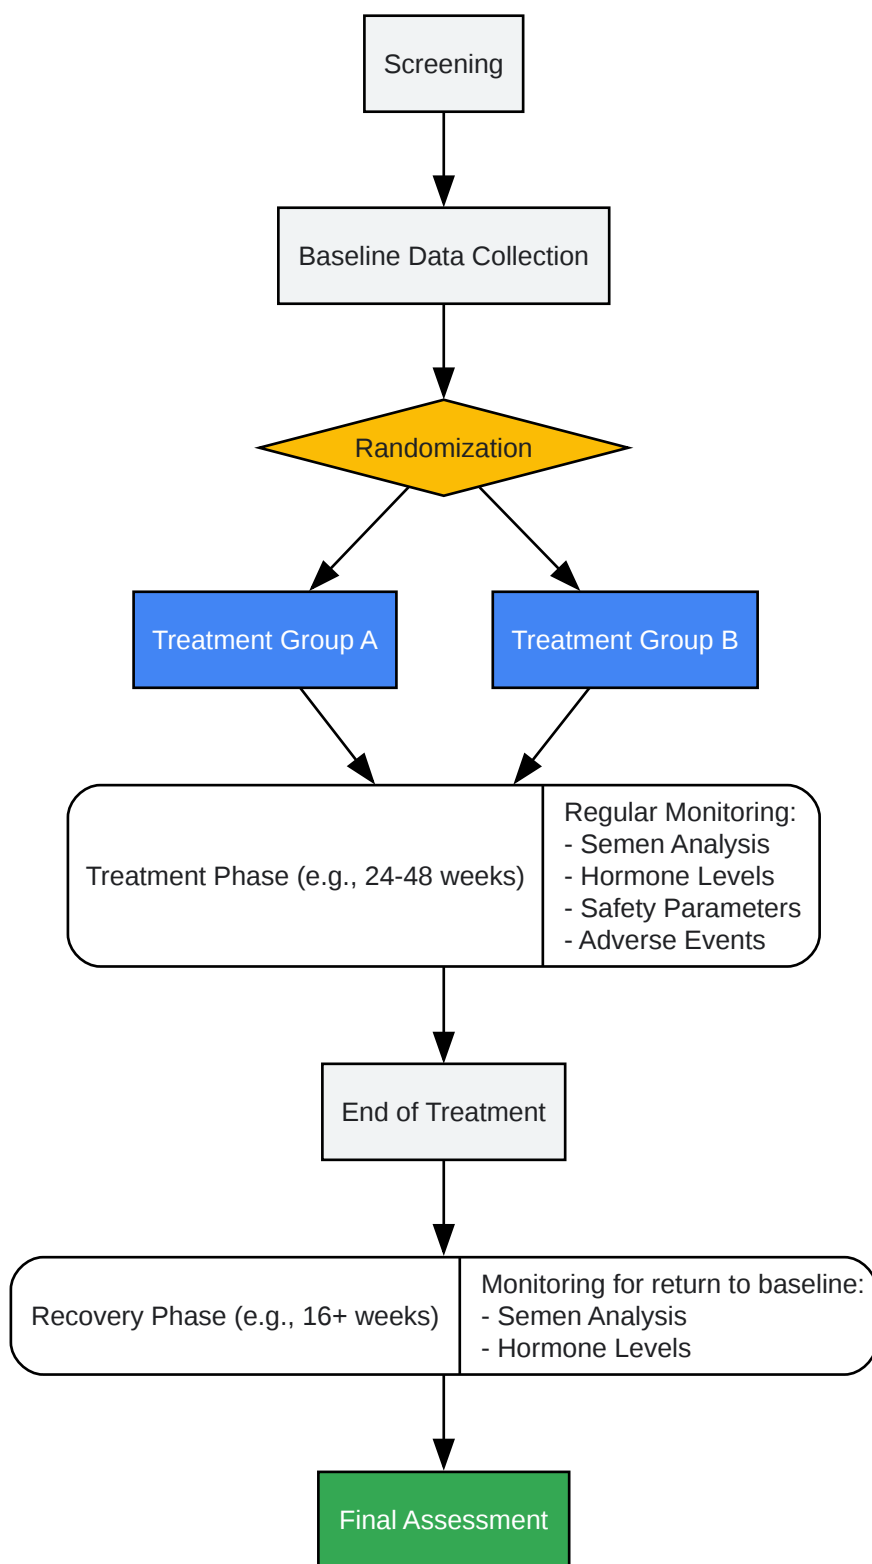 Screening
Baseline Data Collection
Randomization
Treatment Group A
Treatment Group B
Treatment Phase (e.g., 24-48 weeks)
Regular Monitoring:
- Semen Analysis
- Hormone Levels
- Safety Parameters
- Adverse Events
End of Treatment
Recovery Phase (e.g., 16+ weeks)
Monitoring for return to baseline:
- Semen Analysis
- Hormone Levels
Final Assessment